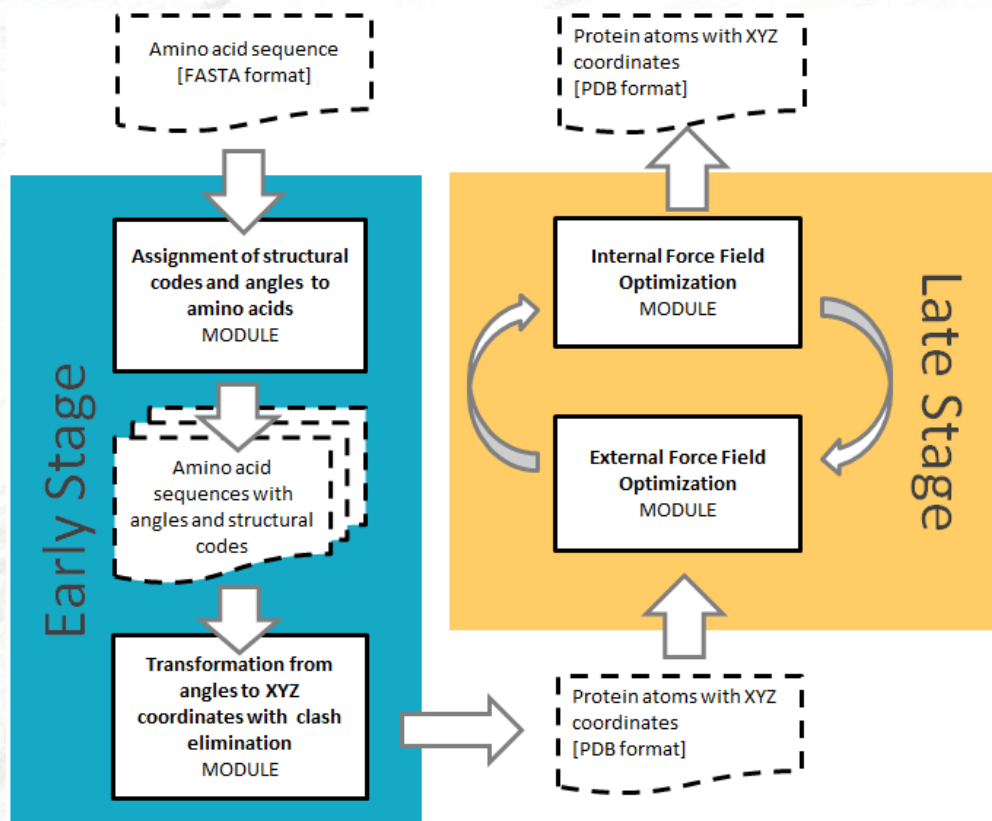 Amino acid sequence
[FASTA format]
Early Stage
Assignment of structural
codes and angles to
amino acids
MODULE
Amino acid
sequences with
angles and structural
codes
Transformation from
angles to XYZ
coordinates with clash
elimination
MODULE
Protein atoms with XYZ
coordinates
[PDB format]
Late Stage
Internal Force Field
Optimization
MODULE
External Force Field
Optimization
MODULE
Protein atoms with XYZ
coordinates
[PDB format]